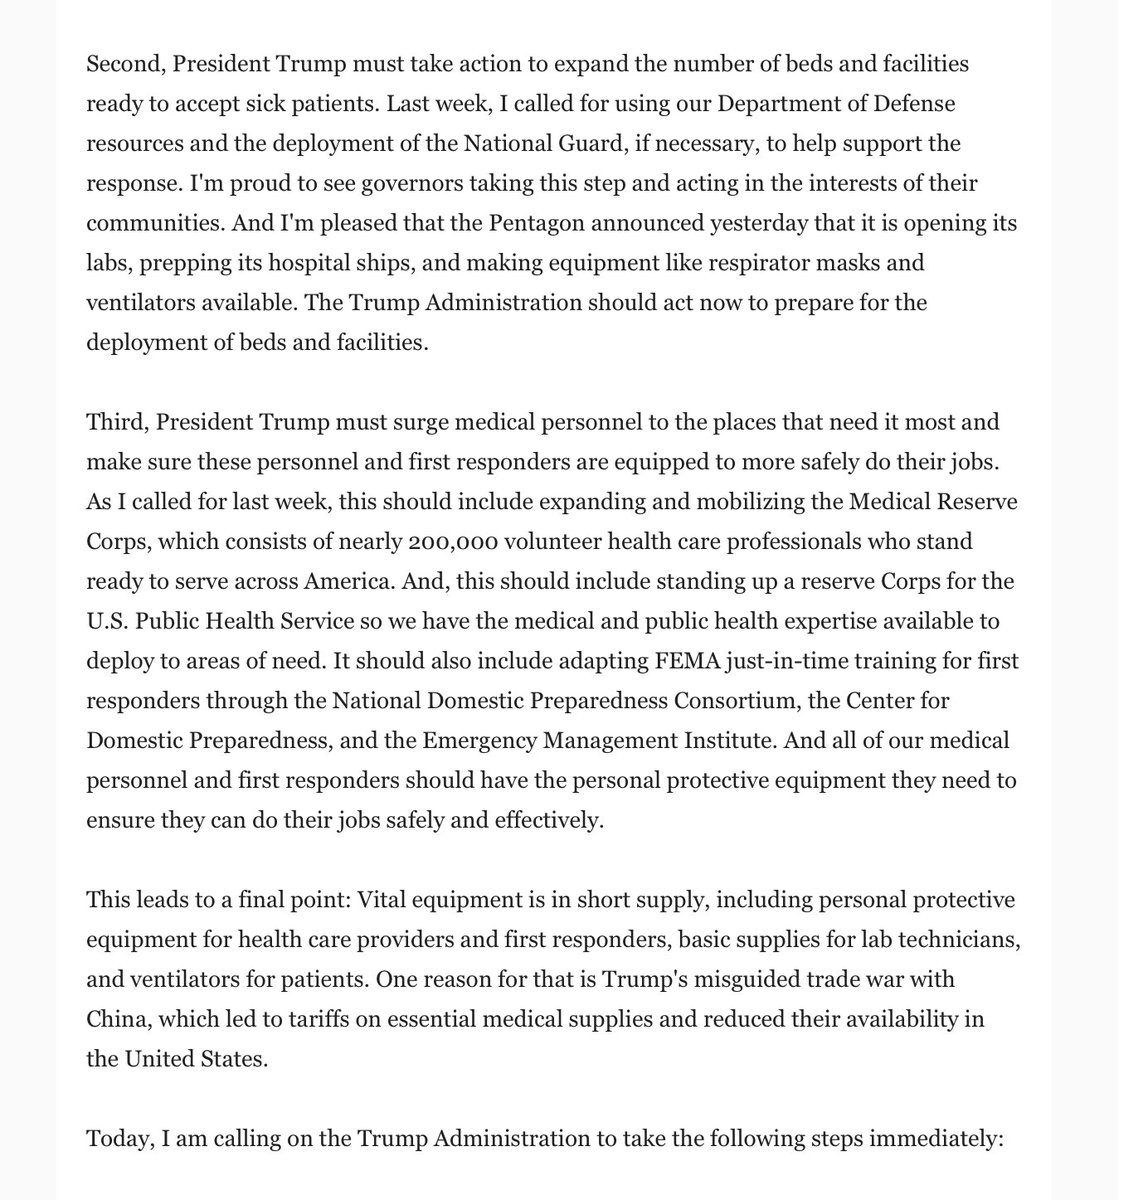 Second, President Trump must take action to expand the number of beds and facilities
ready to accept sick patients. Last week, I called for using our Department of Defense
resources and the deployment of the National Guard, if necessary, to help support the
response. I'm proud to see governors taking this step and acting in the interests of their
communities. And I'm pleased that the Pentagon announced yesterday that it is opening its
labs, prepping its hospital ships, and making equipment like respirator masks and
ventilators available. The Trump Administration should act now to prepare for the
deployment of beds and facilities.
Third, President Trump must surge medical personnel to the places that need it most and
make sure these personnel and first responders are equipped to more safely do their jobs.
As I called for last week, this should include expanding and mobilizing the Medical Reserve
Corps, which consists of nearly 200,000 volunteer health care professionals who stand
ready to serve across America. And, this should include standing up a reserve Corps for the
U.S. Public Health Service so we have the medical and public health expertise available to
deploy to areas of need. It should also include adapting FEMA just-in-time training for first
responders through the National Domestic Preparedness Consortium, the Center for
Domestic Preparedness, and the Emergency Management Institute. And all of our medical
personnel and first responders should have the personal protective equipment they need to
ensure they can do their jobs safely and effectively.
This leads to a final point: Vital equipment is in short supply, including personal protective
equipment for health care providers and first responders, basic supplies for lab technicians,
and ventilators for patients. One reason for that is Trump's misguided trade war with
China, which led to tariffs on essential medical supplies and reduced their availability in
the United States.
Today, I am calling on the Trump Administration to take the following steps immediately: